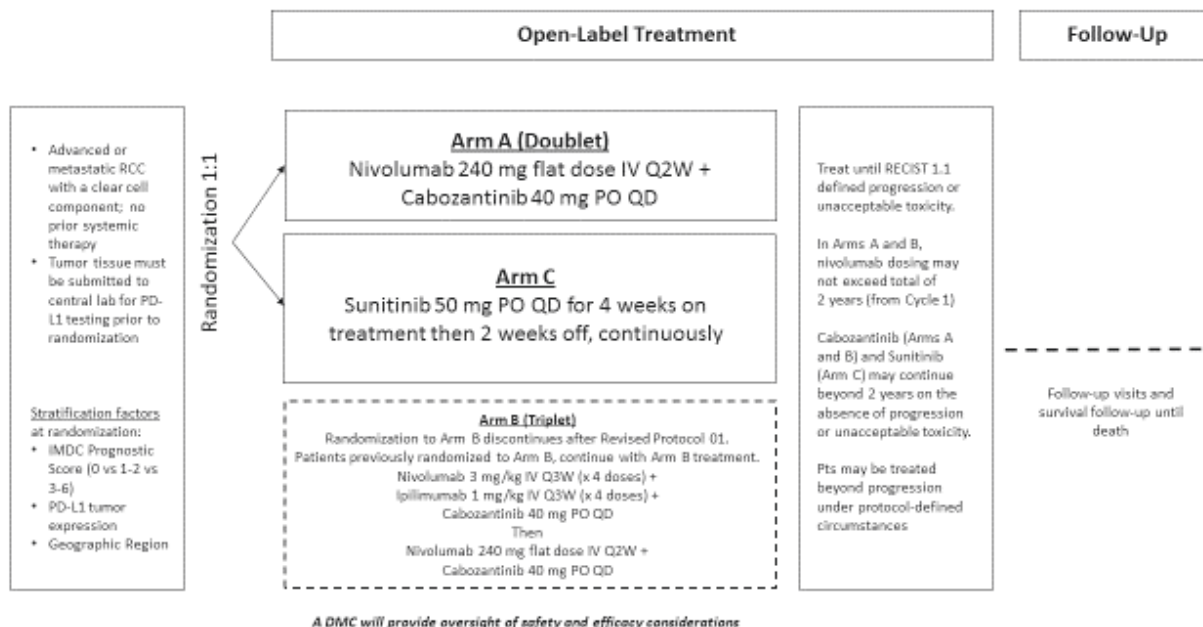 Open-Label Treatment
Follow-Up
• Advanced or
metastatic RCC
with a clear cell
component; no
prior systemic
therapy
• Tumor tissue must
be submitted to
central lab for PD-
L1 testing prior to
randomization
Stratification factors
at randomization:
• IMDC Prognostic
Score (0 vs 1-2 vs
3-6)
• PD-L1 tumor
expression
• Geographic Region
Randomization 1:1
Arm A (Doublet)
Nivolumab 240 mg flat dose IV Q2W +
Cabozantinib 40 mg PO QD
Arm C
Sunitinib 50 mg PO QD for 4 weeks on
treatment then 2 weeks off, continuously
Arm B (Triplet)
Randomization to Arm B discontinues after Revised Protocol 01.
Patients previously randomized to Arm B, continue with Arm B treatment.
Nivolumab 3 mg/kg IV Q3W (x 4 doses) +
Ipilimumab 1 mg/kg IV Q3W (x 4 doses) +
Cabozantinib 40 mg PO QD
Then
Nivolumab 240 mg flat dose IV Q2W +
Cabozantinib 40 mg PO QD
Treat until RECIST 1.1
defined progression or
unacceptable toxicity.
In Arms A and B,
nivolumab dosing may
not exceed total of
2 years (from Cycle 1)
Cabozantinib (Arms A
and B) and Sunitinib
(Arm C) may continue
beyond 2 years on the
absence of progression
or unacceptable toxicity.
Pts may be treated
beyond progression
under protocol-defined
circumstances
Follow-up visits and
survival follow-up until
death
A DMC will provide oversight of safety and efficacy considerations